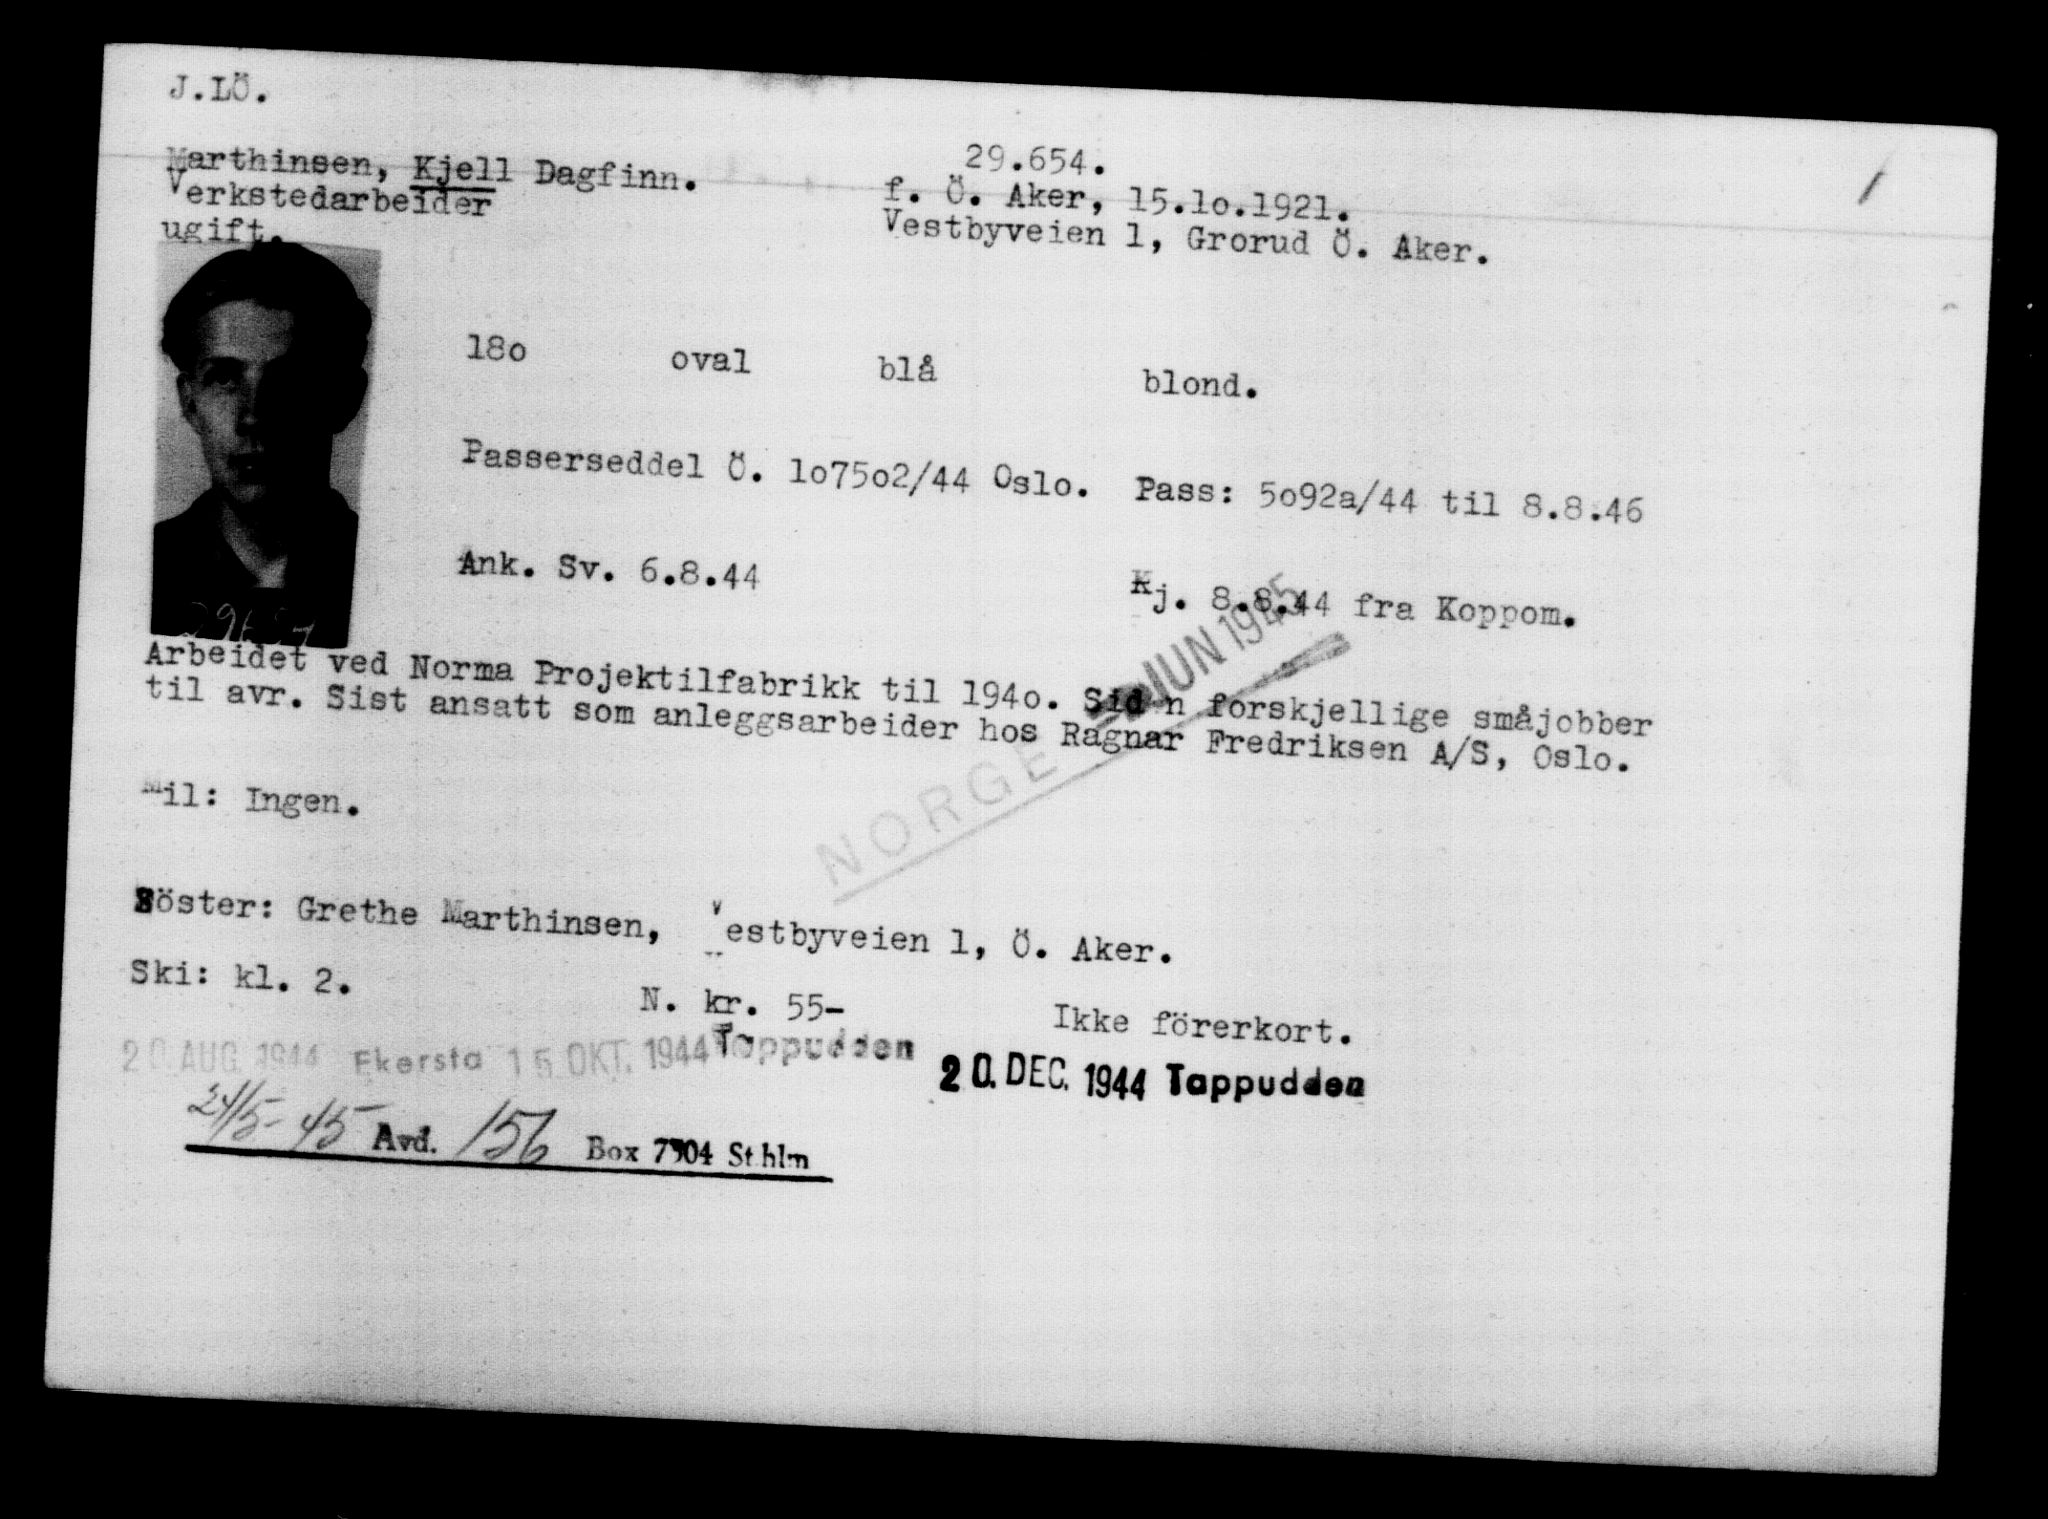 J.LÖ.
29.654.
Marthinsen, Kjell Dagfinn.
f. Ö. Aker, 15.1o.1921.
Verkstedarbeider
Vestbyveien 1, Grorud Ö. Aker.
ugift.
18o oval blå blond.
Passerseddel Ö. 1o75o2/44 Oslo. Pass: 5o92a/44 til 8.8.46
Ank. Sv. 6.8.44 Kj. 8.8.44 fra Koppom.
JUN 1945
Arbeidet ved Norma Projektilfabrikk til 194o. Siden forskjellige småjobber
til avr. Sist ansatt som anleggsarbeider hos Ragnar Fredriksen A/S, Oslo.
NORGE
Mil: Ingen.
Söster: Grethe Marthinsen, Vestbyveien 1, Ö. Aker.
Ski: kl. 2. N. kr. 55- Ikke förerkort.
20. AUG. 1944 Ekersta 15 OKT. 1944 Tappudden
20. DEC. 1944 Tappudden
24/5-45 Avd. 156 Box 7904 Sthlm